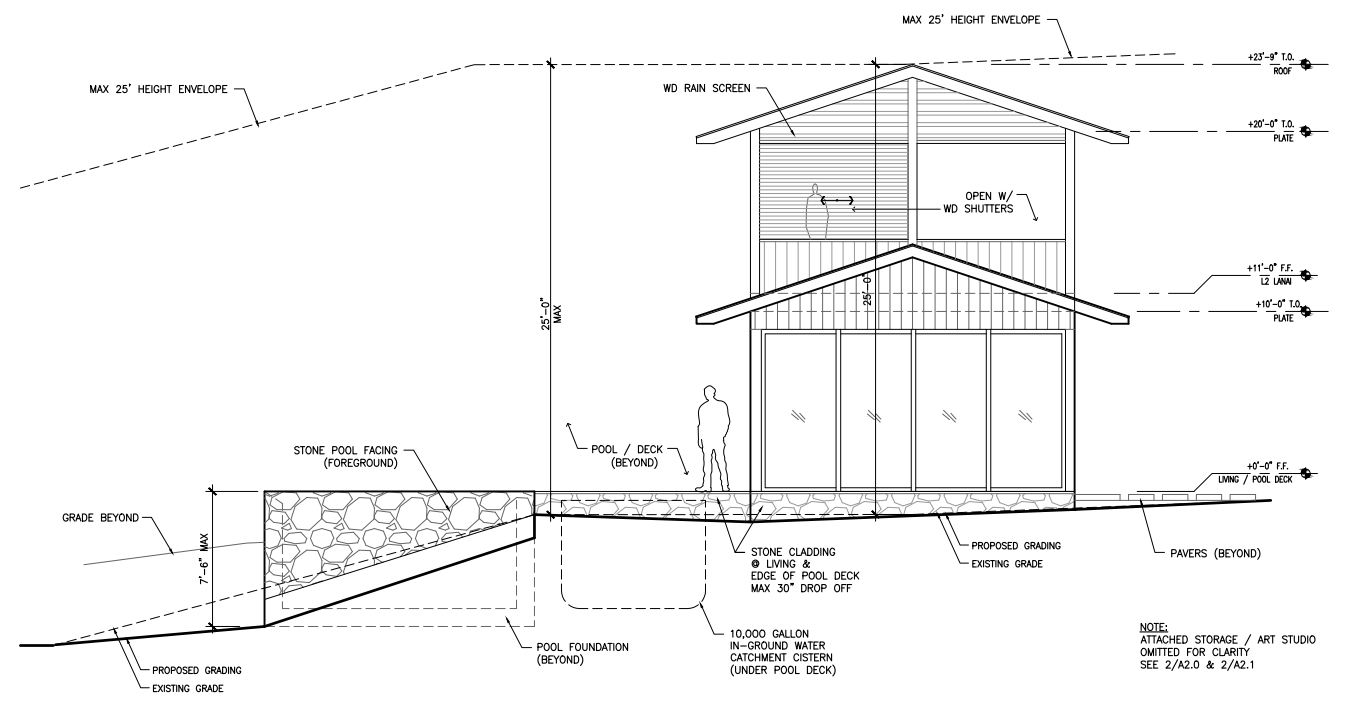 MAX 25' HEIGHT ENVELOPE
MAX 25' HEIGHT ENVELOPE
+23'-9" T.O.
ROOF
WD RAIN SCREEN
+20'-0" T.O.
PLATE
OPEN W/
WD SHUTTERS
+11'-0" F.F.
L2 LANAI
+10'-0" T.O.
PLATE
25'-0"
MAX
25'-0"
STONE POOL FACING
(FOREGROUND)
POOL / DECK
(BEYOND)
+0'-0" F.F.
LIVING / POOL DECK
GRADE BEYOND
7'-6" MAX
STONE CLADDING
@ LIVING &
EDGE OF POOL DECK
MAX 30" DROP OFF
PROPOSED GRADING
EXISTING GRADE
PAVERS (BEYOND)
POOL FOUNDATION
(BEYOND)
10,000 GALLON
IN-GROUND WATER
CATCHMENT CISTERN
(UNDER POOL DECK)
NOTE:
ATTACHED STORAGE / ART STUDIO
OMITTED FOR CLARITY
SEE 2/A2.0 & 2/A2.1
PROPOSED GRADING
EXISTING GRADE